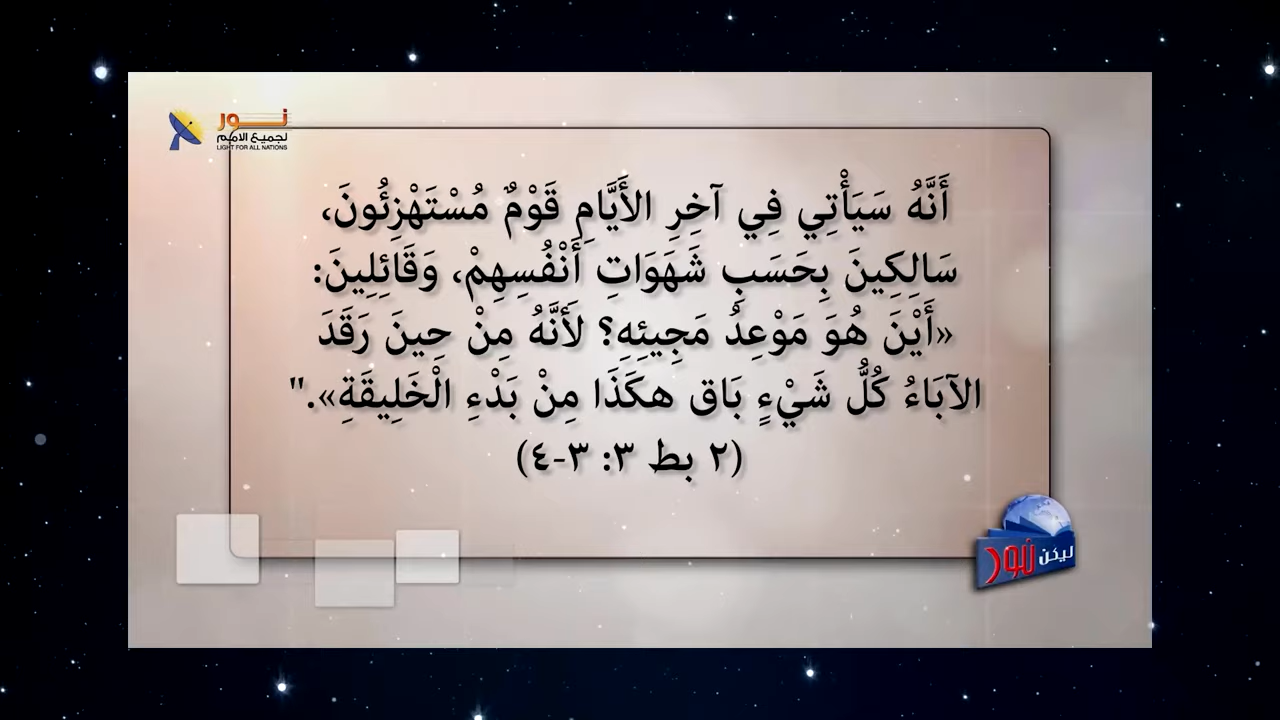 نور
لجميع الامم
LIGHT FOR ALL NATIONS
أَنَّهُ سَيَأْتِي فِي آخِرِ الأَيَّامِ قَوْمٌ مُسْتَهْزِئُونَ،
سَالِكِينَ بِحَسَبِ شَهَوَاتِ أَنْفُسِهِمْ، وَقَائِلِينَ:
«أَيْنَ هُوَ مَوْعِدُ مَجِيئِهِ؟ لأَنَّهُ مِنْ حِينَ رَقَدَ
الآبَاءُ كُلُّ شَيْءٍ بَاق هكَذَا مِنْ بَدْءِ الْخَلِيقَةِ»."
(٢ بط ٣: ٣-٤)
ليكن نور